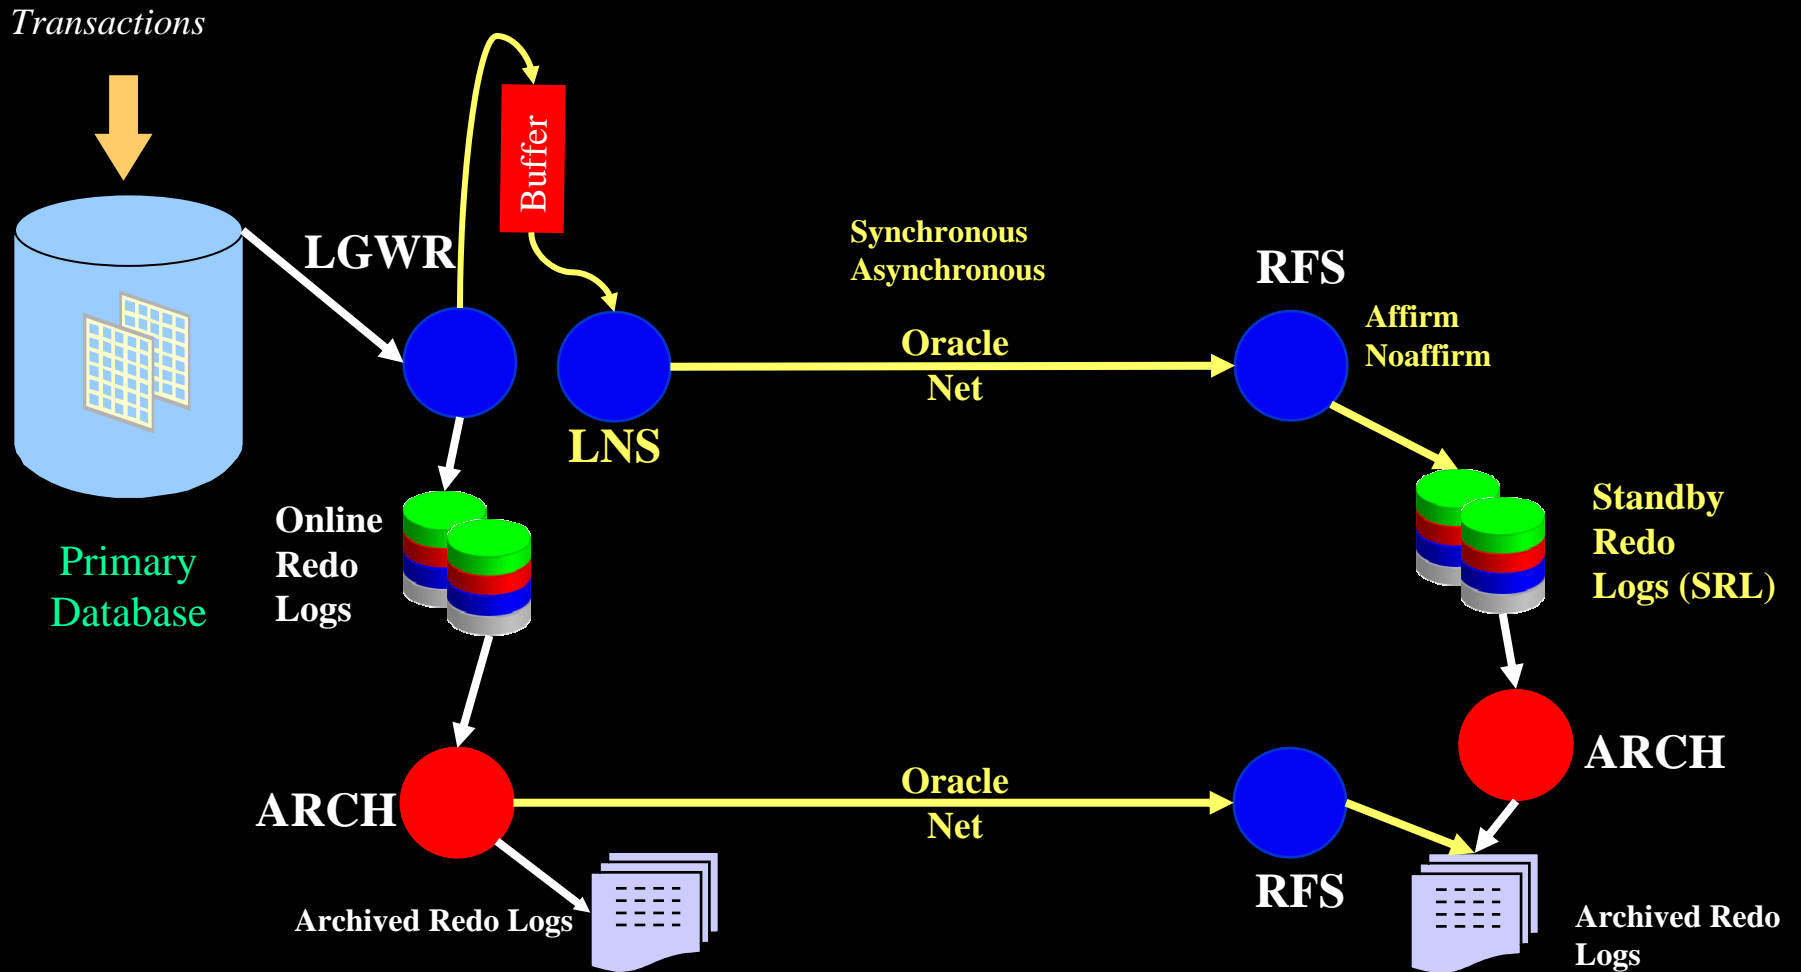 Transactions
Buffer
LGWR
Synchronous
Asynchronous
RFS
Affirm
Noaffirm
Oracle
Net
LNS
Online
Redo
Logs
Standby
Redo
Logs (SRL)
Primary
Database
ARCH
ARCH
Oracle
Net
RFS
Archived Redo Logs
Archived Redo
Logs